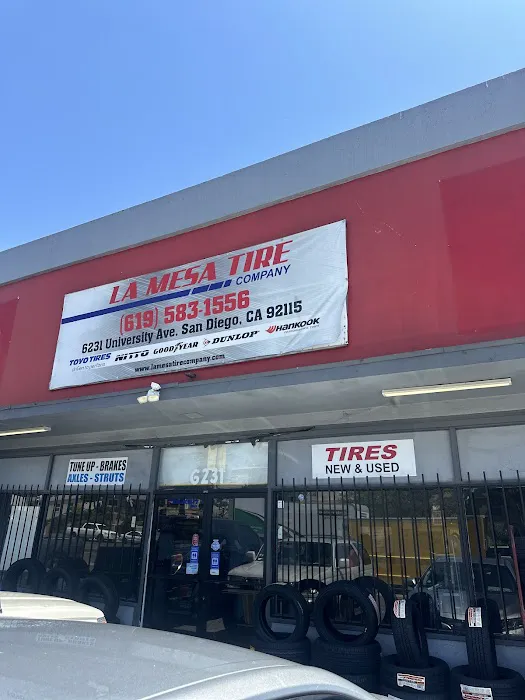 LA MESA TIRE
COMPANY
(619) 583-1556
6231 University Ave. San Diego, CA 92115
TOYO TIRES NITTO GOODYEAR DUNLOP HANKOOK
www.lamesatirecompany.com
TUNE UP - BRAKES
AXLES - STRUTS
6231
TIRES
NEW & USED